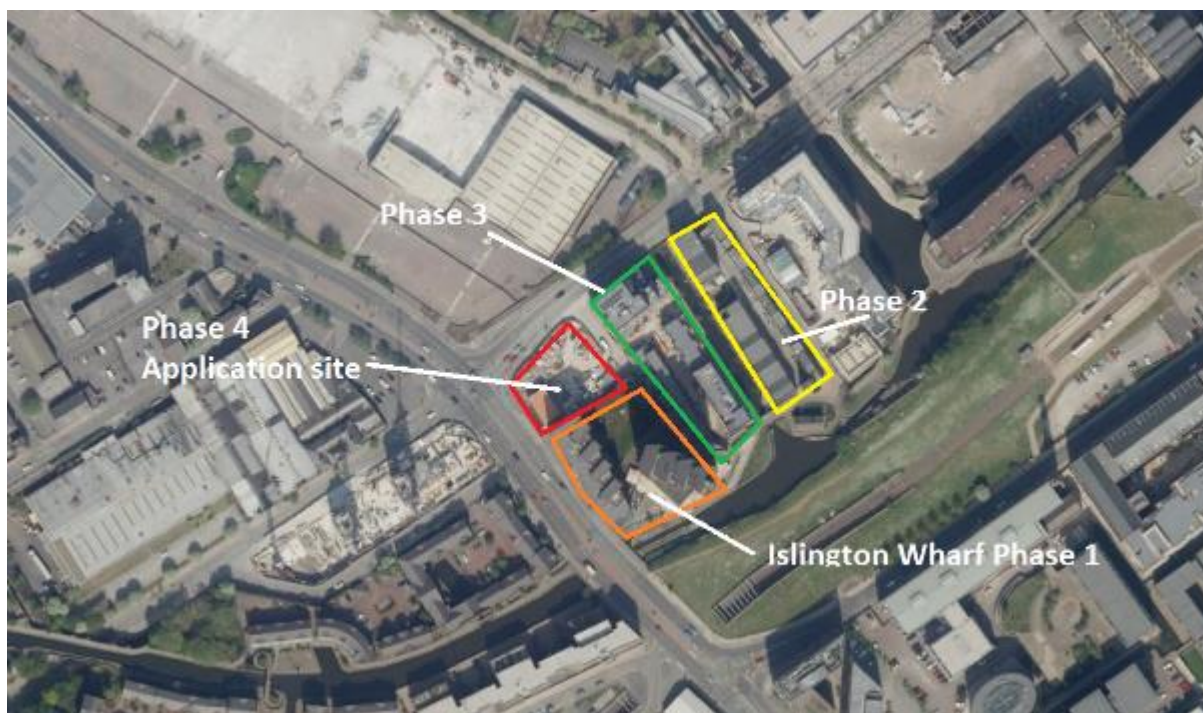 Phase 3
Phase 2
Phase 4
Application site
Islington Wharf Phase 1